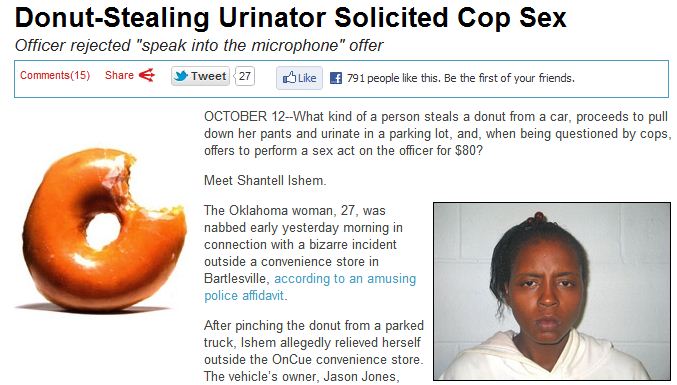 Donut-Stealing Urinator Solicited Cop Sex
Officer rejected "speak into the microphone" offer
Comments(15) Share Tweet 27 Like 791 people like this. Be the first of your friends.
OCTOBER 12--What kind of a person steals a donut from a car, proceeds to pull
down her pants and urinate in a parking lot, and, when being questioned by cops,
offers to perform a sex act on the officer for $80?
Meet Shantell Ishem.
The Oklahoma woman, 27, was
nabbed early yesterday morning in
connection with a bizarre incident
outside a convenience store in
Bartlesville, according to an amusing
police affidavit.
After pinching the donut from a parked
truck, Ishem allegedly relieved herself
outside the OnCue convenience store.
The vehicle's owner, Jason Jones,